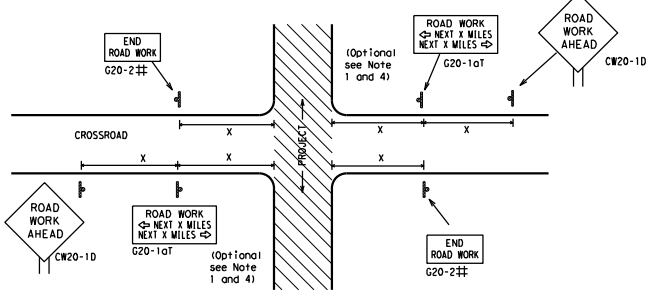 END
ROAD WORK
G20-2#
(Optional
see Note
1 and 4)
ROAD WORK
⇦ NEXT X MILES
NEXT X MILES ⇨
G20-1aT
ROAD
WORK
AHEAD
CW20-1D
X
X
X
CROSSROAD
PROJECT
X
X
X
ROAD
WORK
AHEAD
CW20-1D
ROAD WORK
⇦ NEXT X MILES
NEXT X MILES ⇨
G20-1aT
(Optional
see Note
1 and 4)
END
ROAD WORK
G20-2#